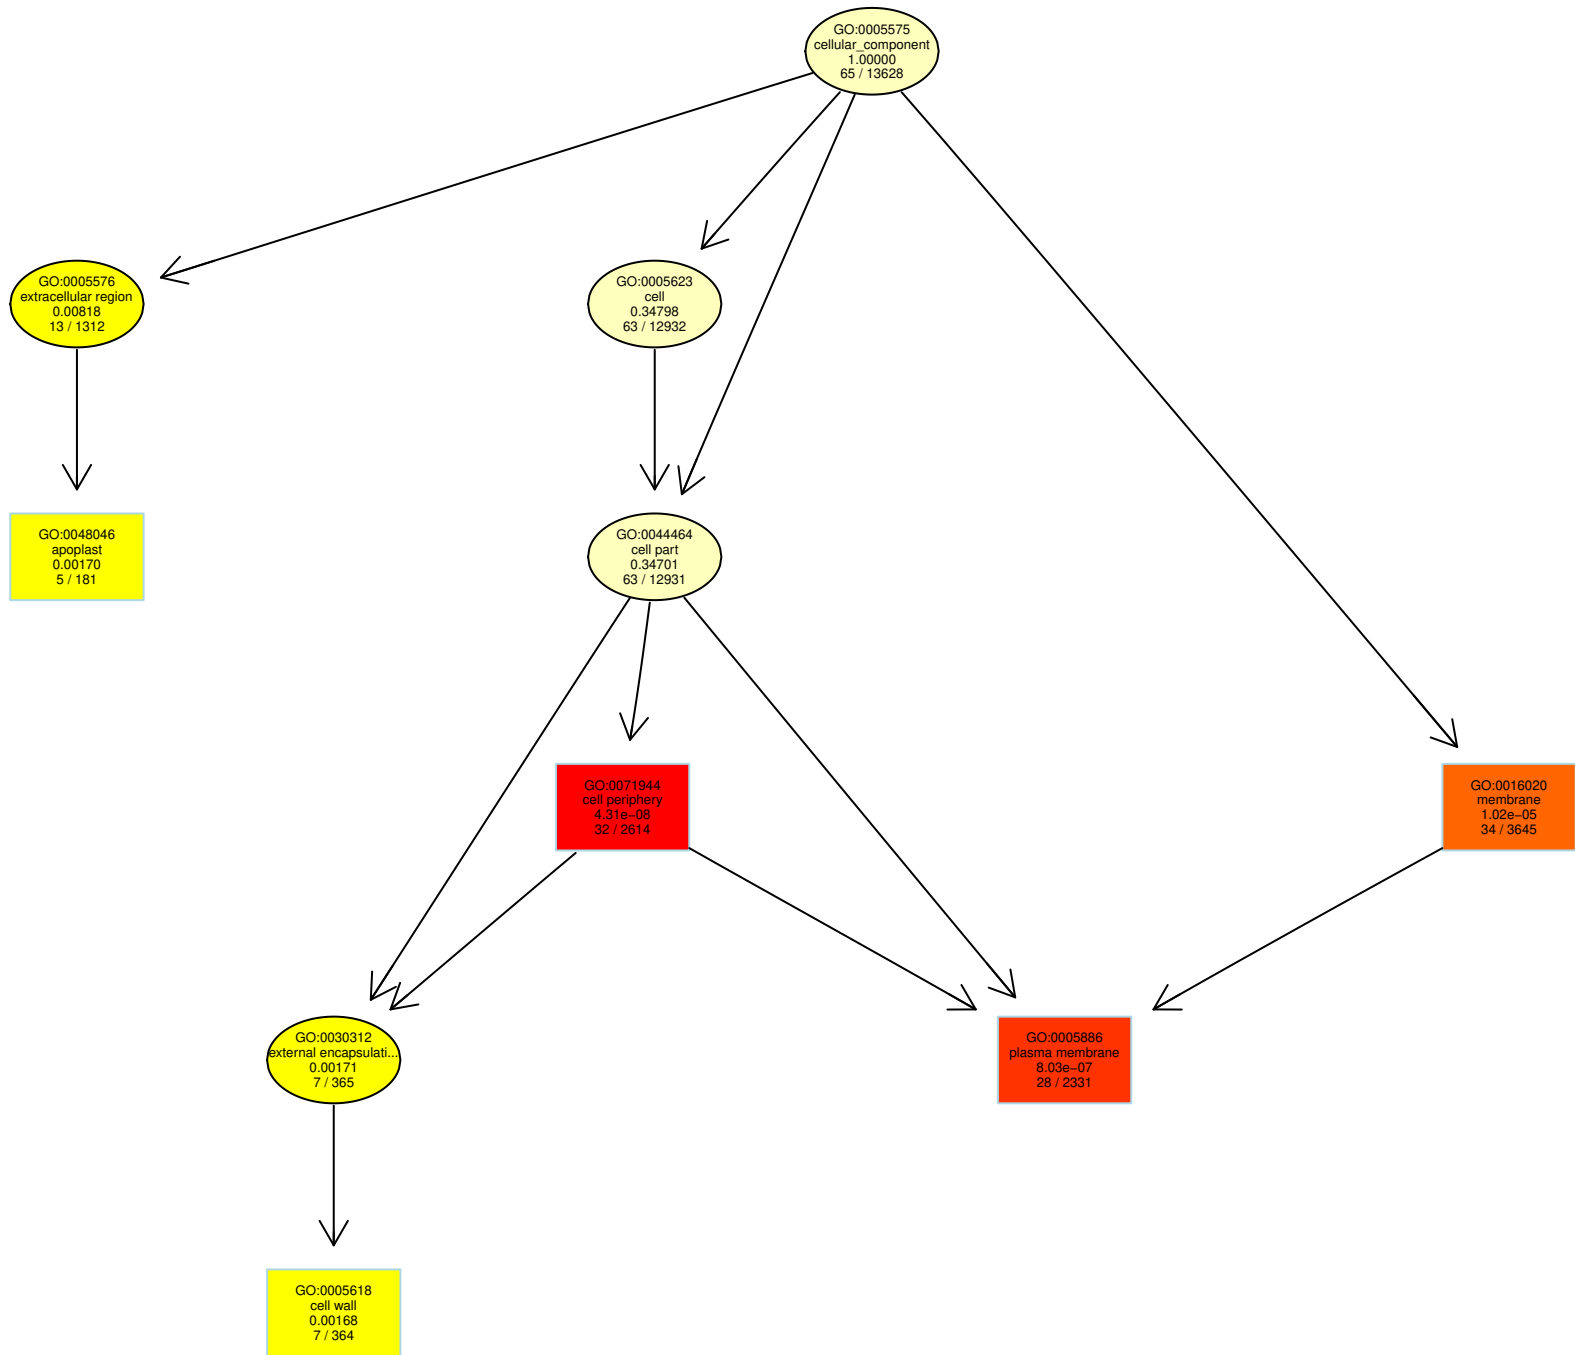 GO:0005575
cellular_component
1.00000
65 / 13628
GO:0005576
extracellular region
0.00818
13 / 1312
GO:0005623
cell
0.34798
63 / 12932
GO:0048046
apoplast
0.00170
5 / 181
GO:0044464
cell part
0.34701
63 / 12931
GO:0071944
cell periphery
4.31e−08
32 / 2614
GO:0016020
membrane
1.02e−05
34 / 3645
GO:0030312
external encapsulati...
0.00171
7 / 365
GO:0005886
plasma membrane
8.03e−07
28 / 2331
GO:0005618
cell wall
0.00168
7 / 364